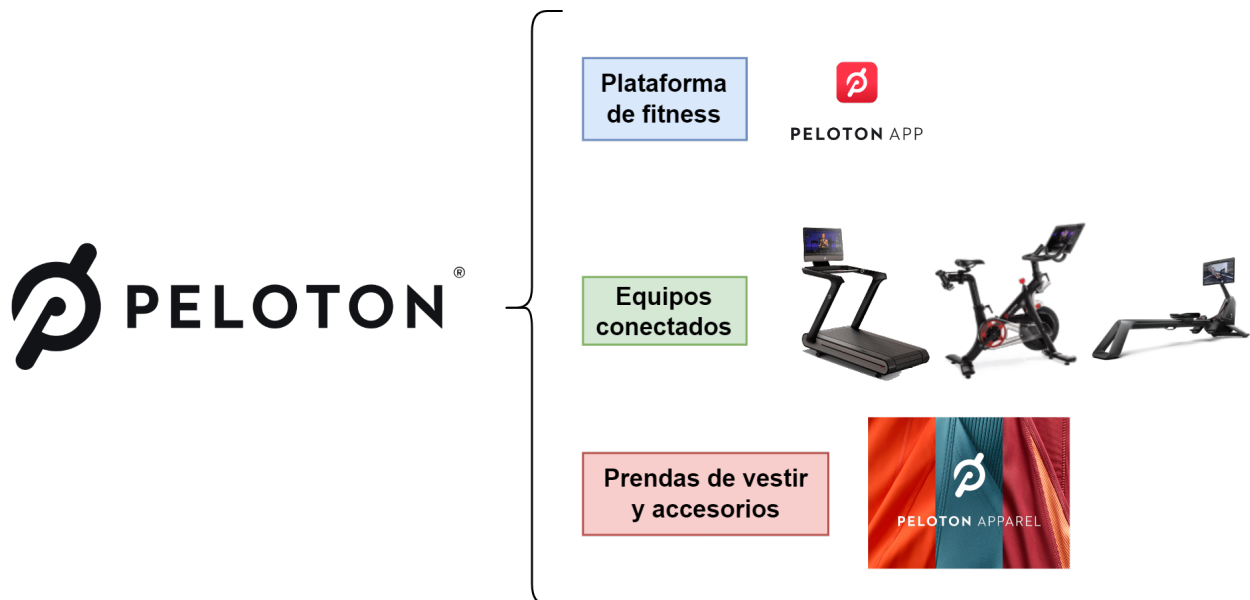 PELOTON®
Plataforma
de fitness
PELOTON APP
Equipos
conectados
Prendas de vestir
y accesorios
PELOTON APPAREL